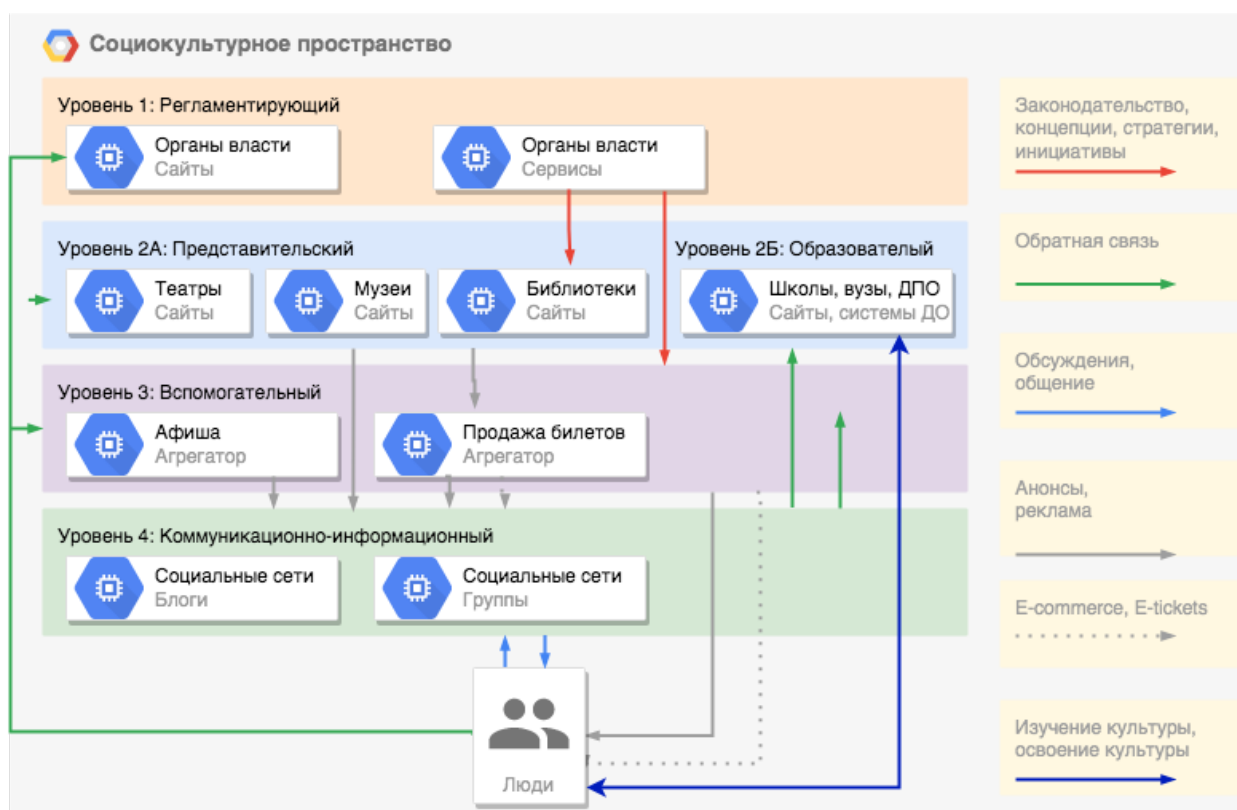 Социокультурное пространство
Уровень 1: Регламентирующий
Органы власти
Сайты
Органы власти
Сервисы
Уровень 2А: Представительский
Уровень 2Б: Образователый
Театры
Сайты
Музеи
Сайты
Библиотеки
Сайты
Школы, вузы, ДПО
Сайты, системы ДО
Уровень 3: Вспомогательный
Афиша
Агрегатор
Продажа билетов
Агрегатор
Уровень 4: Коммуникационно-информационный
Социальные сети
Блоги
Социальные сети
Группы
Люди
Законодательство,
концепции, стратегии,
инициативы
Обратная связь
Обсуждения,
общение
Анонсы,
реклама
E-commerce, E-tickets
Изучение культуры,
освоение культуры